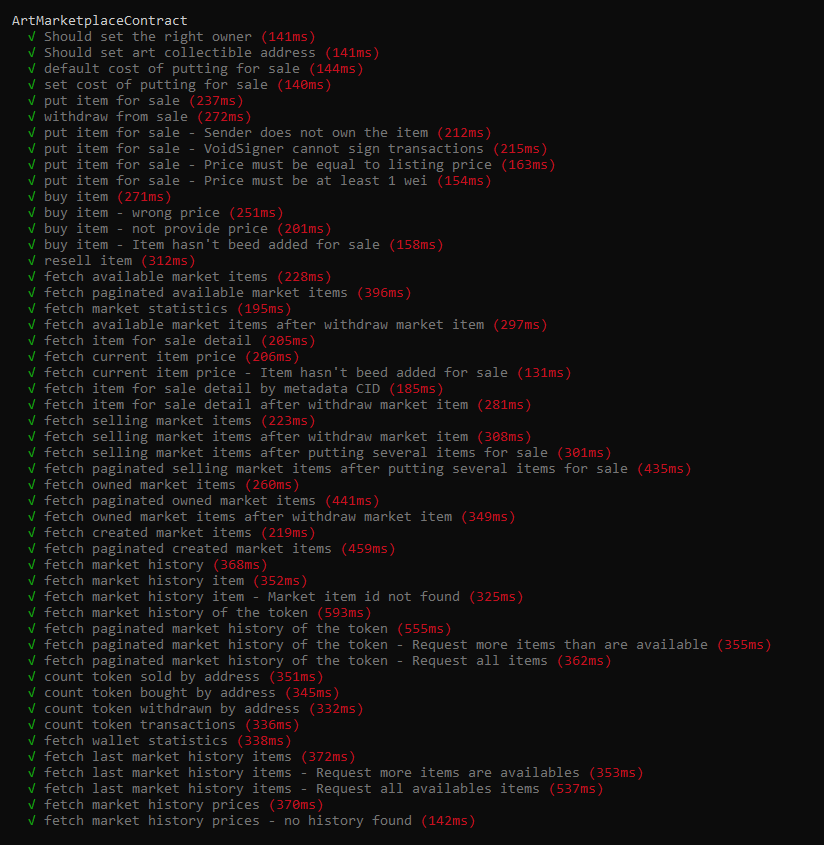 ArtMarketplaceContract
√ Should set the right owner (141ms)
√ Should set art collectible address (141ms)
√ default cost of putting for sale (144ms)
√ set cost of putting for sale (140ms)
√ put item for sale (237ms)
√ withdraw from sale (272ms)
√ put item for sale - Sender does not own the item (212ms)
√ put item for sale - VoidSigner cannot sign transactions (215ms)
√ put item for sale - Price must be equal to listing price (163ms)
√ put item for sale - Price must be at least 1 wei (154ms)
√ buy item (271ms)
√ buy item - wrong price (251ms)
√ buy item - not provide price (201ms)
√ buy item - Item hasn't beed added for sale (158ms)
√ resell item (312ms)
√ fetch available market items (228ms)
√ fetch paginated available market items (396ms)
√ fetch market statistics (195ms)
√ fetch available market items after withdraw market item (297ms)
√ fetch item for sale detail (205ms)
√ fetch current item price (206ms)
√ fetch current item price - Item hasn't beed added for sale (131ms)
√ fetch item for sale detail by metadata CID (185ms)
√ fetch item for sale detail after withdraw market item (281ms)
√ fetch selling market items (223ms)
√ fetch selling market items after withdraw market item (308ms)
√ fetch selling market items after putting several items for sale (301ms)
√ fetch paginated selling market items after putting several items for sale (435ms)
√ fetch owned market items (260ms)
√ fetch paginated owned market items (441ms)
√ fetch owned market items after withdraw market item (349ms)
√ fetch created market items (219ms)
√ fetch paginated created market items (459ms)
√ fetch market history (368ms)
√ fetch market history item (352ms)
√ fetch market history item - Market item id not found (325ms)
√ fetch market history of the token (593ms)
√ fetch paginated market history of the token (555ms)
√ fetch paginated market history of the token - Request more items than are available (355ms)
√ fetch paginated market history of the token - Request all items (362ms)
√ count token sold by address (351ms)
√ count token bought by address (345ms)
√ count token withdrawn by address (332ms)
√ count token transactions (336ms)
√ fetch wallet statistics (338ms)
√ fetch last market history items (372ms)
√ fetch last market history items - Request more items are availables (353ms)
√ fetch last market history items - Request all availables items (537ms)
√ fetch market history prices (370ms)
√ fetch market history prices - no history found (142ms)